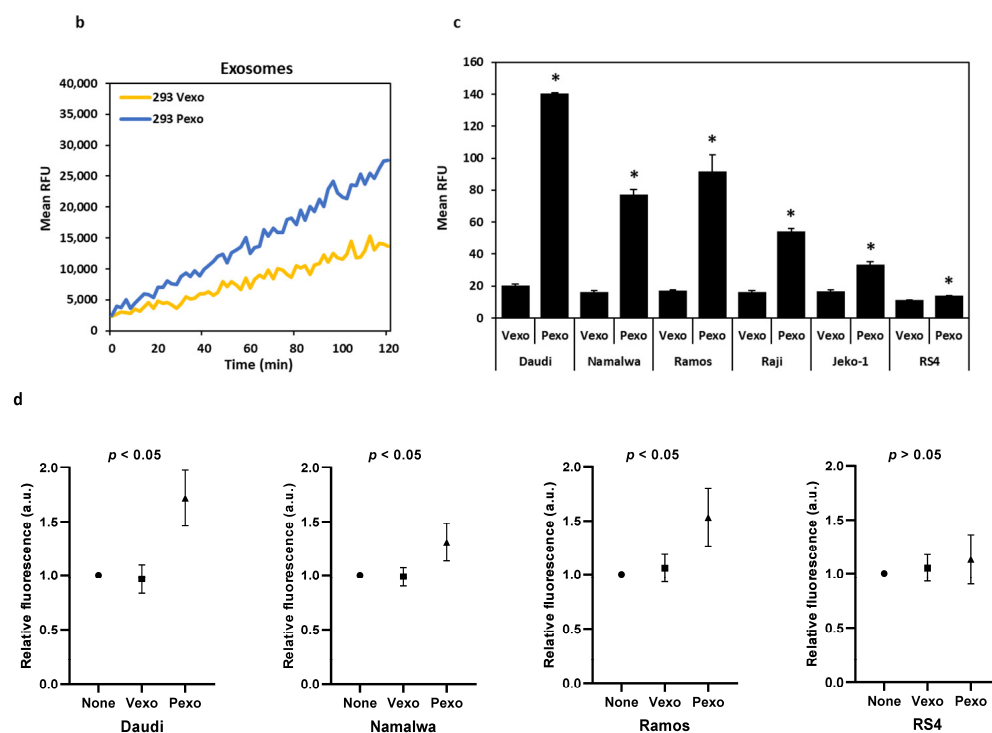 b
Exosomes
40,000
35,000
30,000
25,000
20,000
15,000
10,000
5,000
0
Mean RFU
293 Vexo
293 Pexo
0 20 40 60 80 100 120
Time (min)
c
160
140
120
100
80
60
40
20
0
Mean RFU
* * * * * *
Vexo Pexo Vexo Pexo Vexo Pexo Vexo Pexo Vexo Pexo Vexo Pexo
Daudi Namalwa Ramos Raji Jeko-1 RS4
d
p < 0.05
2.0
1.5
1.0
0.5
0.0
Relative fluorescence (a.u.)
None Vexo Pexo
Daudi
p < 0.05
2.0
1.5
1.0
0.5
0.0
Relative fluorescence (a.u.)
None Vexo Pexo
Namalwa
p < 0.05
2.0
1.5
1.0
0.5
0.0
Relative fluorescence (a.u.)
None Vexo Pexo
Ramos
p > 0.05
2.0
1.5
1.0
0.5
0.0
Relative fluorescence (a.u.)
None Vexo Pexo
RS4